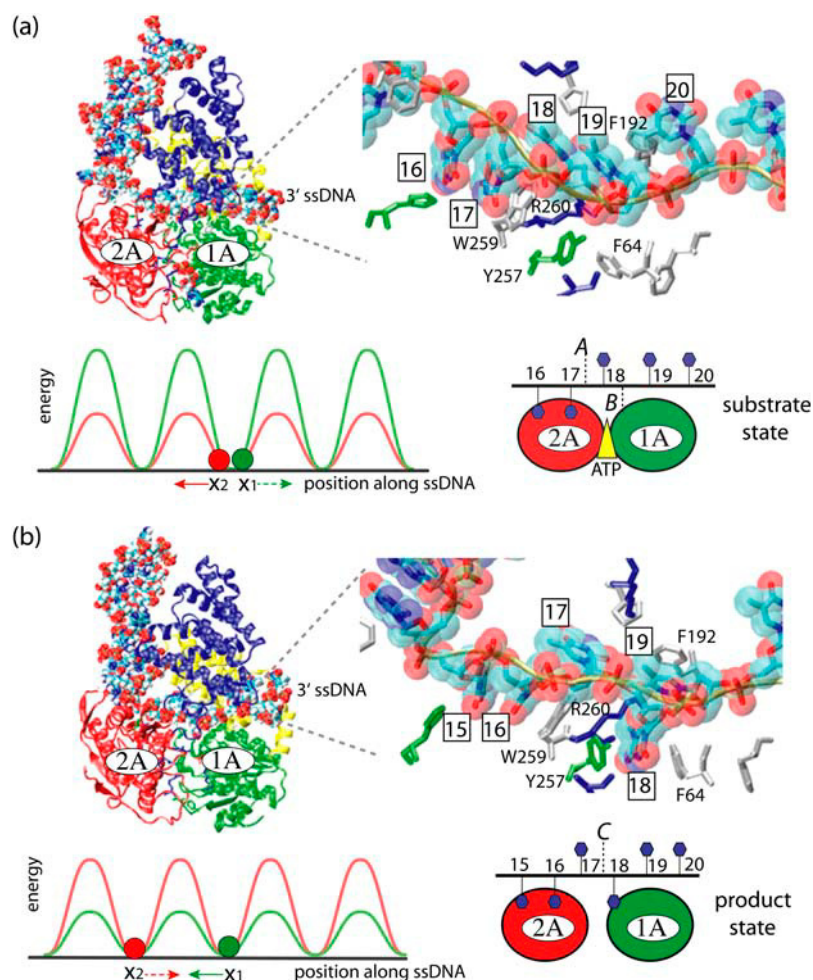 (a)
2A
1A
3' ssDNA
16
17
18
19
F192
20
R260
W259
Y257
F64
energy
X2
X1
position along ssDNA
A
16
17
18
19
20
B
2A
1A
ATP
substrate
state
(b)
2A
1A
3' ssDNA
17
19
F192
15
16
R260
W259
Y257
18
F64
energy
X2
X1
position along ssDNA
C
15
16
17
18
19
20
2A
1A
product
state